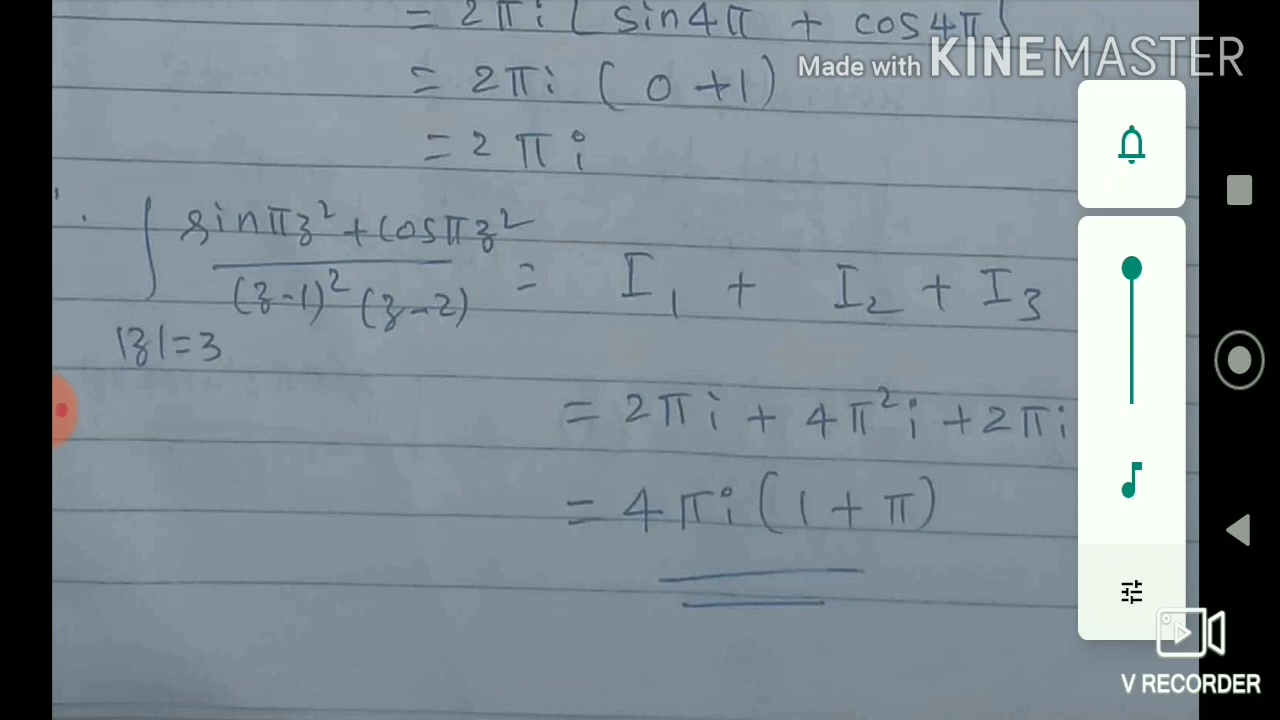 = 2πi [ sin4π + cos4π ]
Made with KINEMASTER
= 2πi ( 0 + 1 )
= 2πi
∴ ∫ sinπz² + cosπz²
(z-1)² (z-2) = I₁ + I₂ + I₃
|z|=3
= 2πi + 4π²i + 2πi
= 4πi (1 + π)
V RECORDER